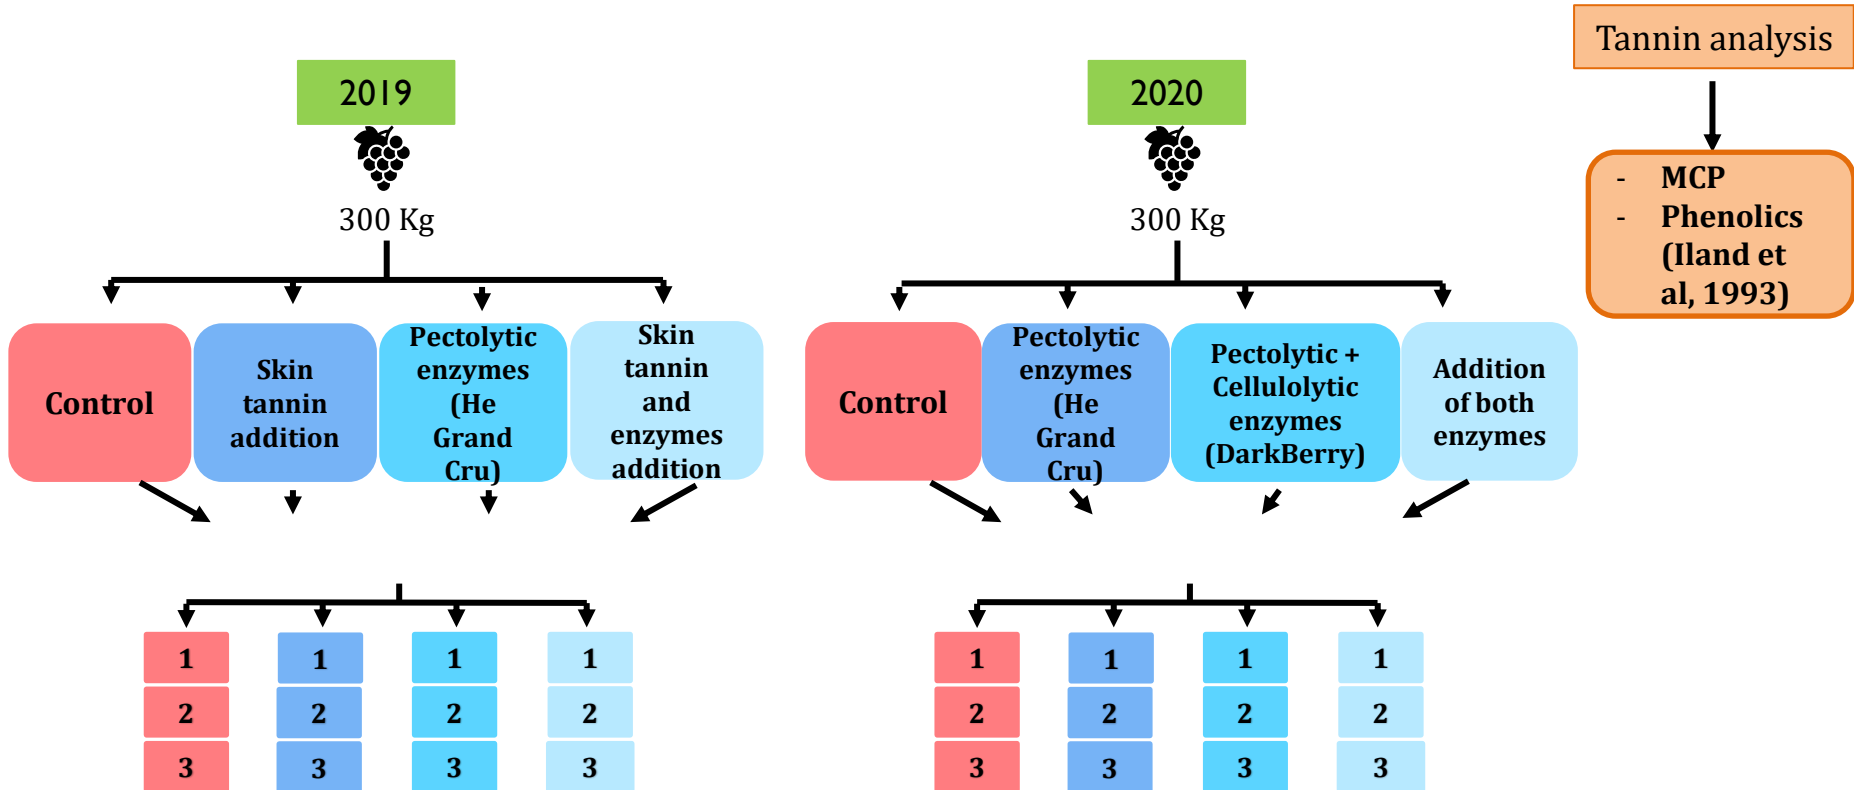 Tannin analysis
2019
2020
300 Kg
300 Kg
- MCP
- Phenolics
(Iland et
al, 1993)
Control
Skin
tannin
addition
Pectolytic
enzymes
(He
Grand
Cru)
Skin
tannin
and
enzymes
addition
Control
Pectolytic
enzymes
(He
Grand
Cru)
Pectolytic +
Cellulolytic
enzymes
(DarkBerry)
Addition
of both
enzymes
1 1 1 1
2 2 2 2
3 3 3 3
1 1 1 1
2 2 2 2
3 3 3 3